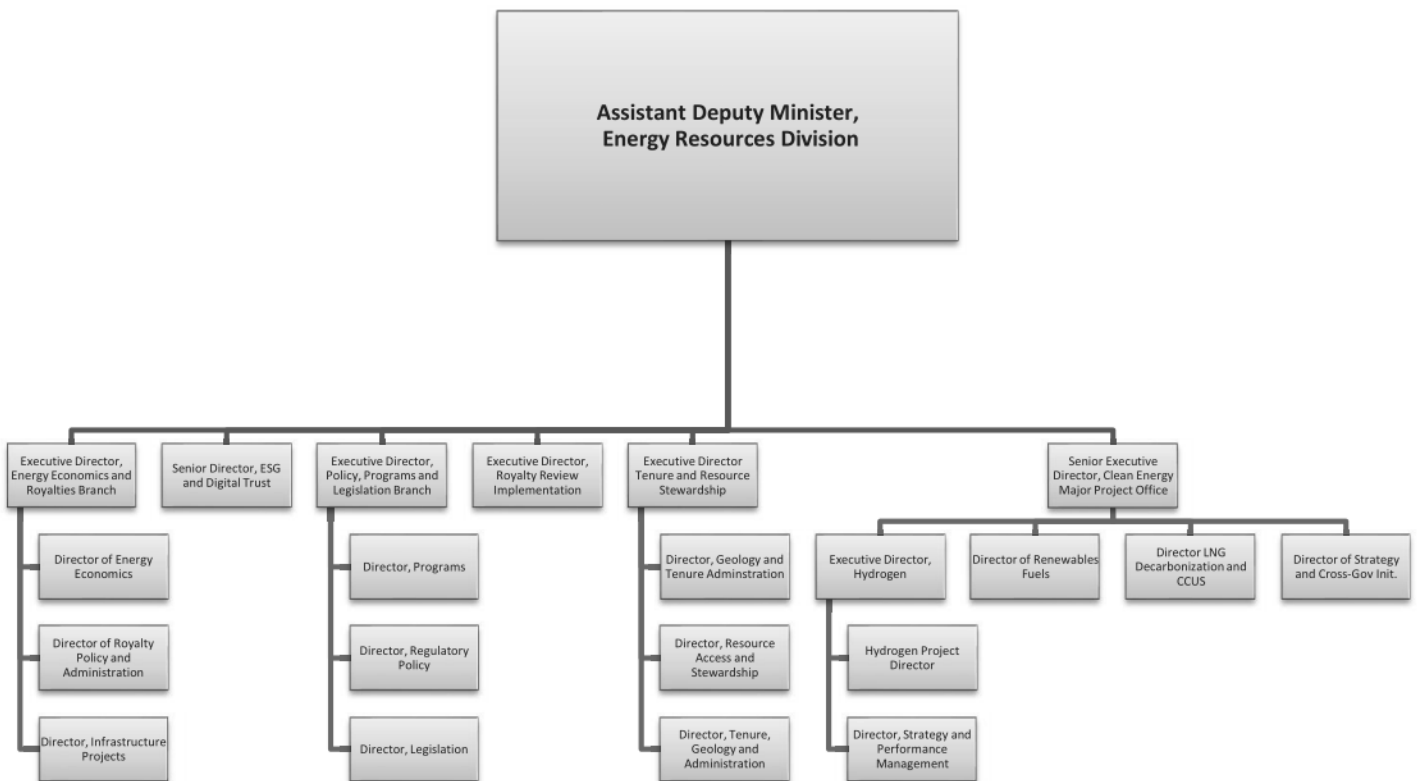 Assistant Deputy Minister,
Energy Resources Division
Executive Director,
Energy Economics and
Royalties Branch
Senior Director, ESG
and Digital Trust
Executive Director,
Policy, Programs and
Legislation Branch
Executive Director,
Royalty Review
Implementation
Executive Director
Tenure and Resource
Stewardship
Senior Executive
Director, Clean Energy
Major Project Office
Director of Energy
Economics
Director, Programs
Director, Geology and
Tenure Adminstration
Executive Director,
Hydrogen
Director of Renewables
Fuels
Director LNG
Decarbonization and
CCUS
Director of Strategy
and Cross-Gov Init.
Director of Royalty
Policy and
Administration
Director, Regulatory
Policy
Director, Resource
Access and
Stewardship
Hydrogen Project
Director
Director, Infrastructure
Projects
Director, Legislation
Director, Tenure,
Geology and
Administration
Director, Strategy and
Performance
Management